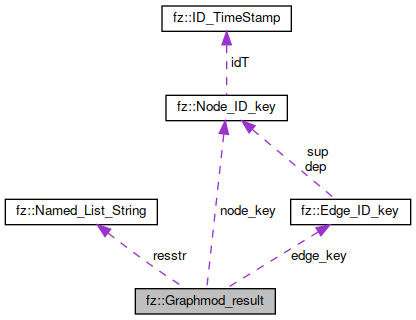 fz::ID_TimeStamp
idT
fz::Node_ID_key
sup
dep
fz::Named_List_String
node_key
fz::Edge_ID_key
resstr
edge_key
fz::Graphmod_result